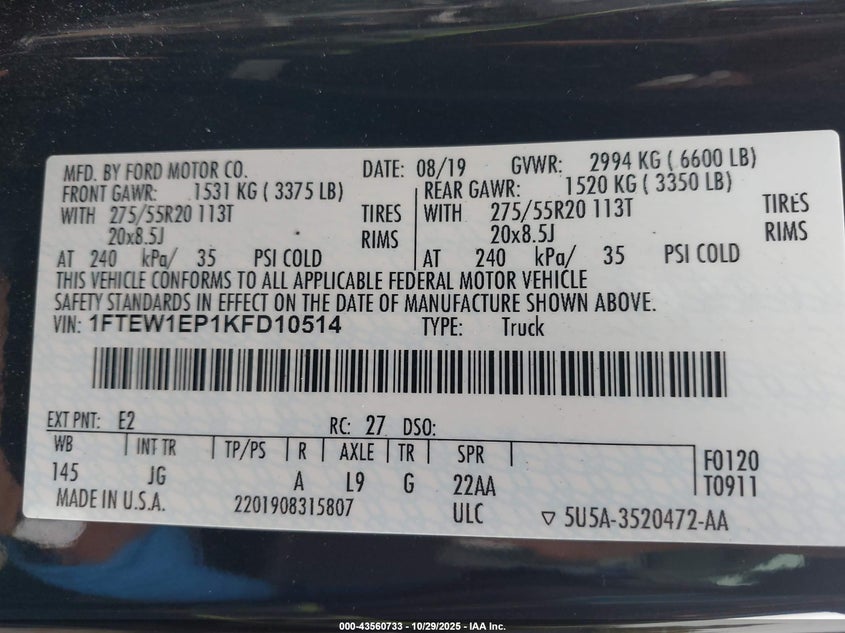 MFD. BY FORD MOTOR CO. DATE: 08/19 GVWR: 2994 KG ( 6600 LB)
FRONT GAWR: 1531 KG ( 3375 LB) REAR GAWR: 1520 KG ( 3350 LB)
WITH 275/55R20 113T TIRES WITH 275/55R20 113T TIRES
20x8.5J RIMS 20x8.5J RIMS
AT 240 kPa/ 35 PSI COLD AT 240 kPa/ 35 PSI COLD
THIS VEHICLE CONFORMS TO ALL APPLICABLE FEDERAL MOTOR VEHICLE
SAFETY STANDARDS IN EFFECT ON THE DATE OF MANUFACTURE SHOWN ABOVE.
VIN: 1FTEW1EP1KFD10514 TYPE: Truck
EXT PNT: E2 RC: 27 DSO:
WB INT TR TP/PS R AXLE TR SPR F0120
145 JG A L9 G 22AA T0911
MADE IN U.S.A. 2201908315807 ULC ▽ 5U5A-3520472-AA
000-43560733 - 10/29/2025 - IAA Inc.